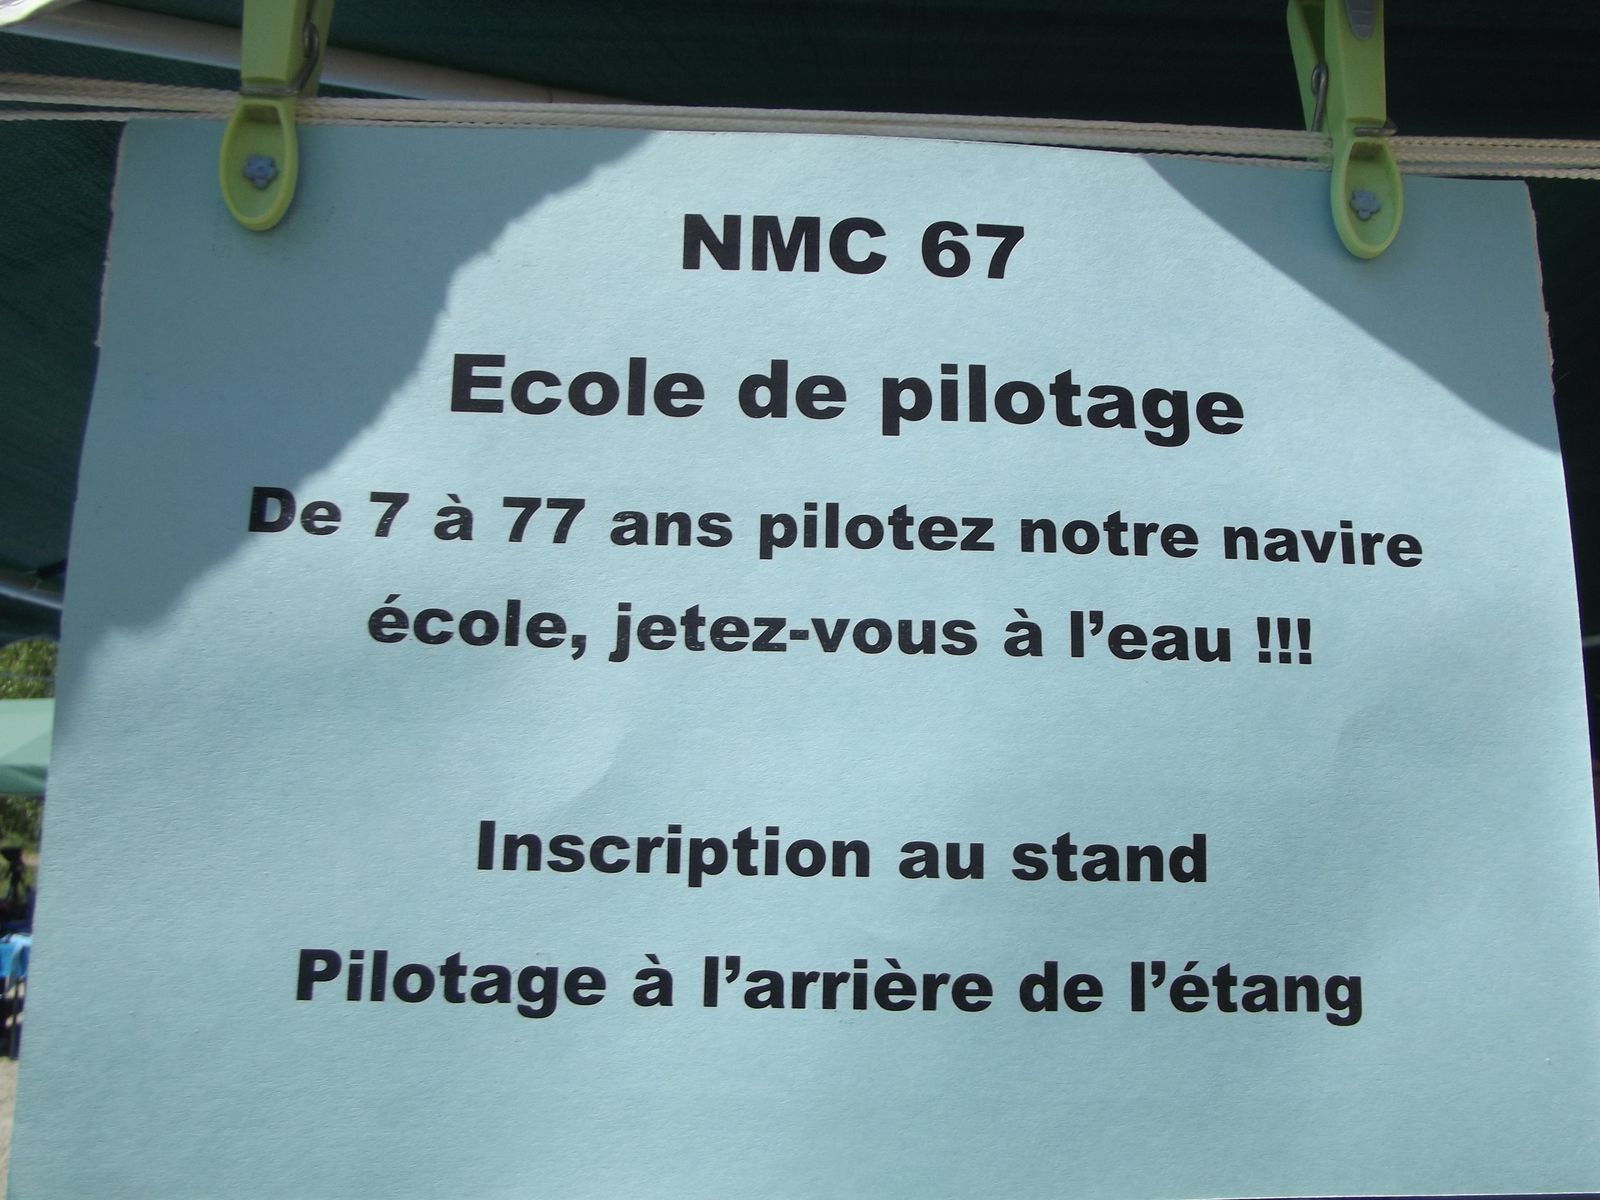 NMC 67
Ecole de pilotage
De 7 à 77 ans pilotez notre navire
école, jetez-vous à l’eau !!!
Inscription au stand
Pilotage à l’arrière de l’étang